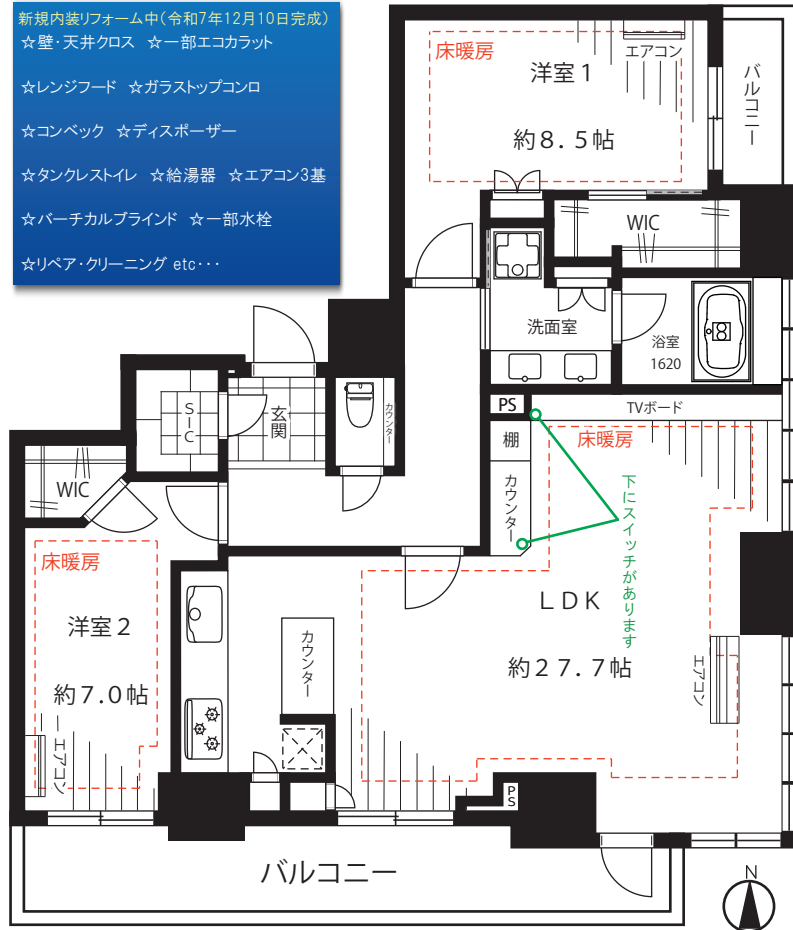 新規内装リフォーム中(令和7年12月10日完成)
☆壁・天井クロス ☆一部エコカラット
☆レンジフード ☆ガラストップコンロ
☆コンベック ☆ディスポーザー
☆タンクレストイレ ☆給湯器 ☆エアコン3基
☆バーチカルブラインド ☆一部水栓
☆リペア・クリーニング etc・・・
床暖房
エアコン
洋室1
約8.5帖
バルコニー
WIC
洗面室
浴室
1620
PS
TVボード
SIC
玄関
カウンター
棚
カウンター
床暖房
下にスイッチがあります
WIC
床暖房
洋室2
約7.0帖
エアコン
カウンター
LDK
約27.7帖
エアコン
PS
バルコニー
N